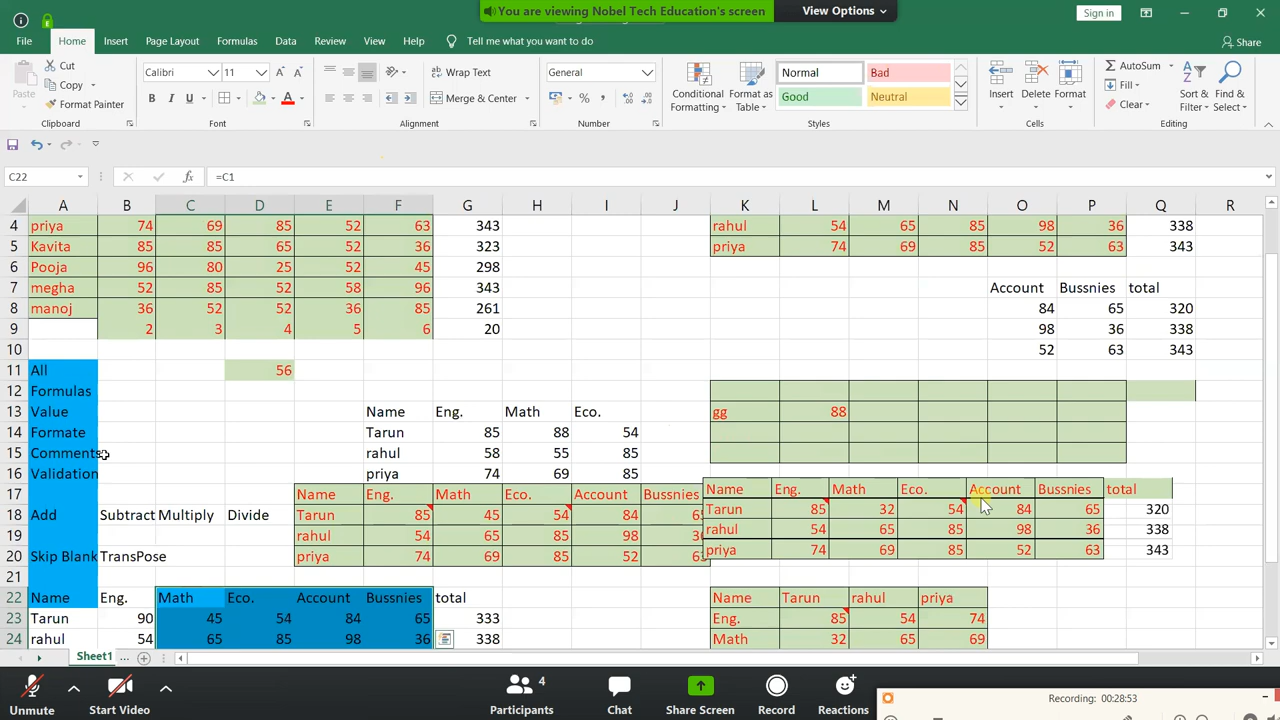 You are viewing Nobel Tech Education's screen
View Options
Sign in
File Home Insert Page Layout Formulas Data Review View Help Tell me what you want to do Share
Paste Cut Copy Format Painter
Calibri 11 Wrap Text Merge & Center General
Conditional Formatting Format as Table
Normal Bad Good Neutral
Insert Delete Format
AutoSum Fill Clear Sort & Filter Find & Select
Clipboard Font Alignment Number Styles Cells Editing
C22 =C1
A B C D E F G H I J K L M N O P Q R
4 priya 74 69 85 52 63 343 rahul 54 65 85 98 36 338
5 Kavita 85 85 65 52 36 323 priya 74 69 85 52 63 343
6 Pooja 96 80 25 52 45 298
7 megha 52 85 52 58 96 343 Account Bussnies total
8 manoj 36 52 52 36 85 261 84 65 320
9 2 3 4 5 6 20 98 36 338
10 52 63 343
11 All 56
12 Formulas
13 Value Name Eng. Math Eco. gg 88
14 Formate Tarun 85 88 54
15 Comments rahul 58 55 85
16 Validation priya 74 69 85
17 Name Eng. Math Eco. Account Bussnies Name Eng. Math Eco. Account Bussnies total
18 Add Subtract Multiply Divide Tarun 85 45 54 84 Tarun 85 32 54 84 65 320
19 rahul 54 65 85 98 rahul 54 65 85 98 36 338
20 Skip Blank TransPose priya 74 69 85 52 priya 74 69 85 52 63 343
21
22 Name Eng. Math Eco. Account Bussnies total Name Tarun rahul priya
23 Tarun 90 45 54 84 65 333 Eng. 85 54 74
24 rahul 54 65 85 98 36 338 Math 32 65 69
Sheet1 ...
Unmute Start Video 4 Participants Chat Share Screen Record Reactions
Recording: 00:28:53